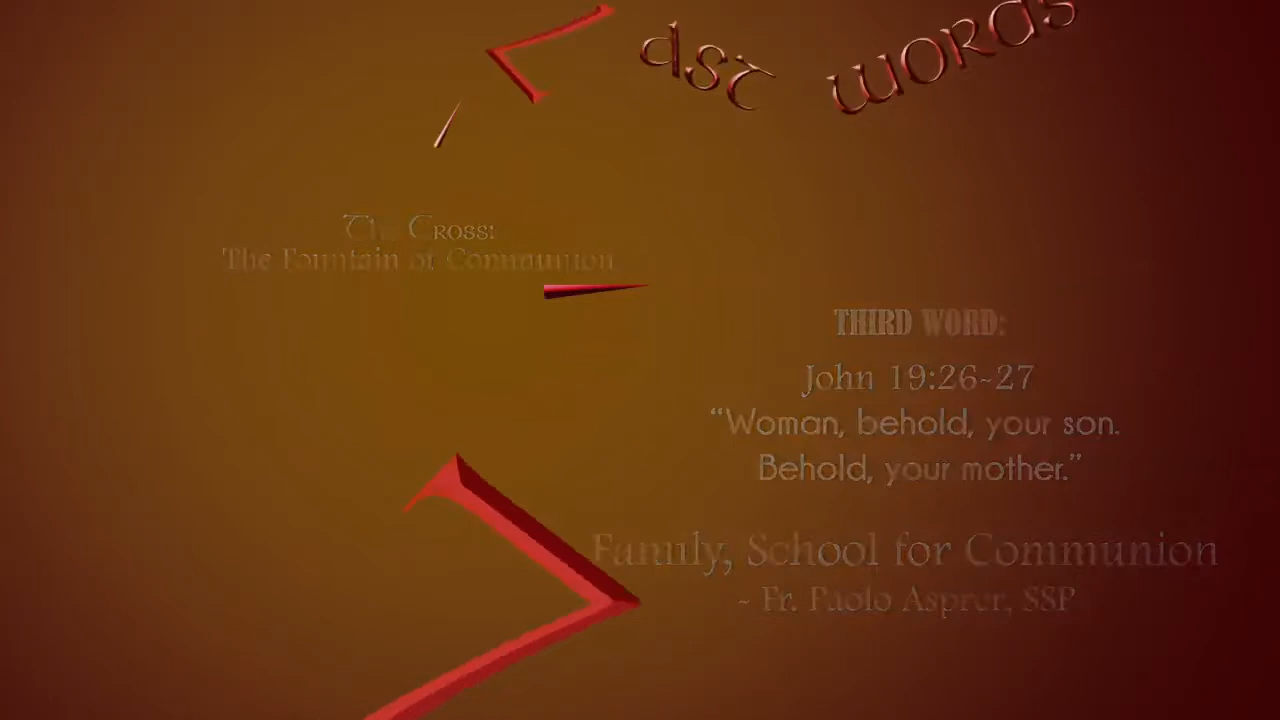 ast words
The Cross:
The Fountain of Communion
THIRD WORD:
John 19:26-27
“Woman, behold, your son.
Behold, your mother.”
Family, School for Communion
- Fr. Paolo Asprer, SSP